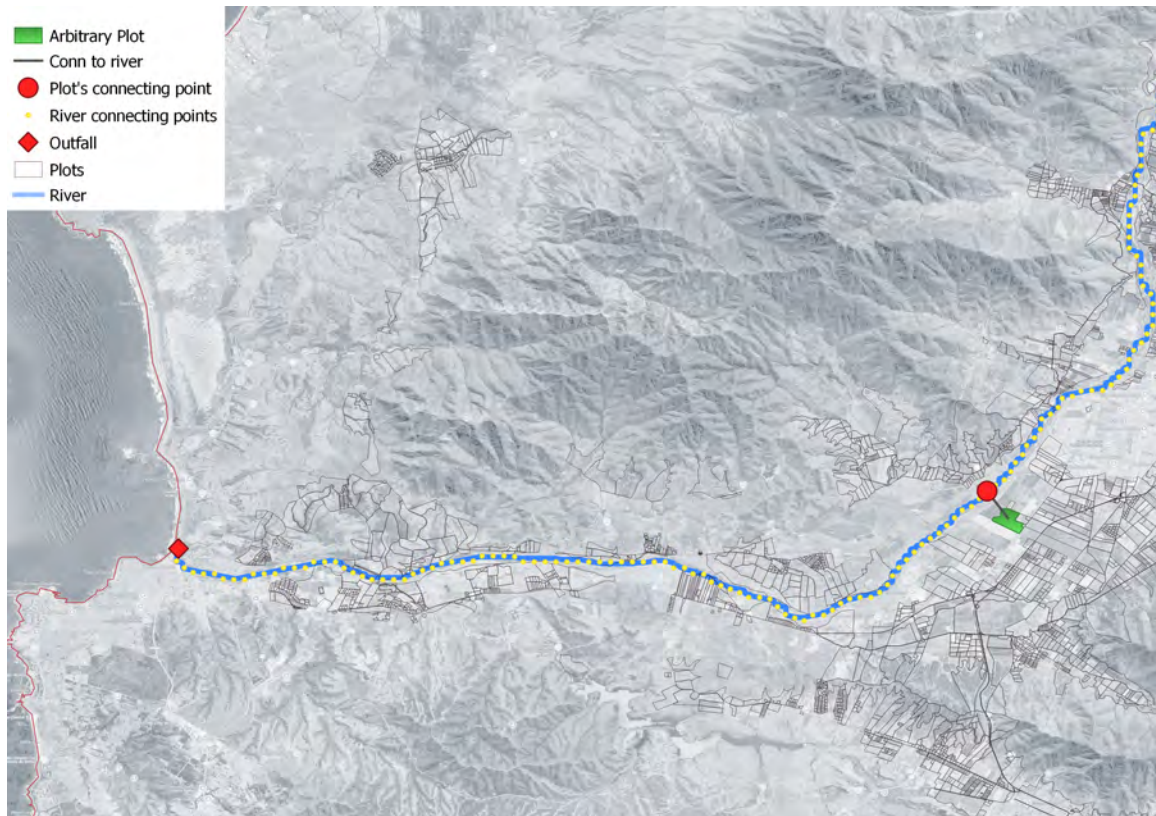 Arbitrary Plot
Conn to river
Plot's connecting point
River connecting points
Outfall
Plots
River